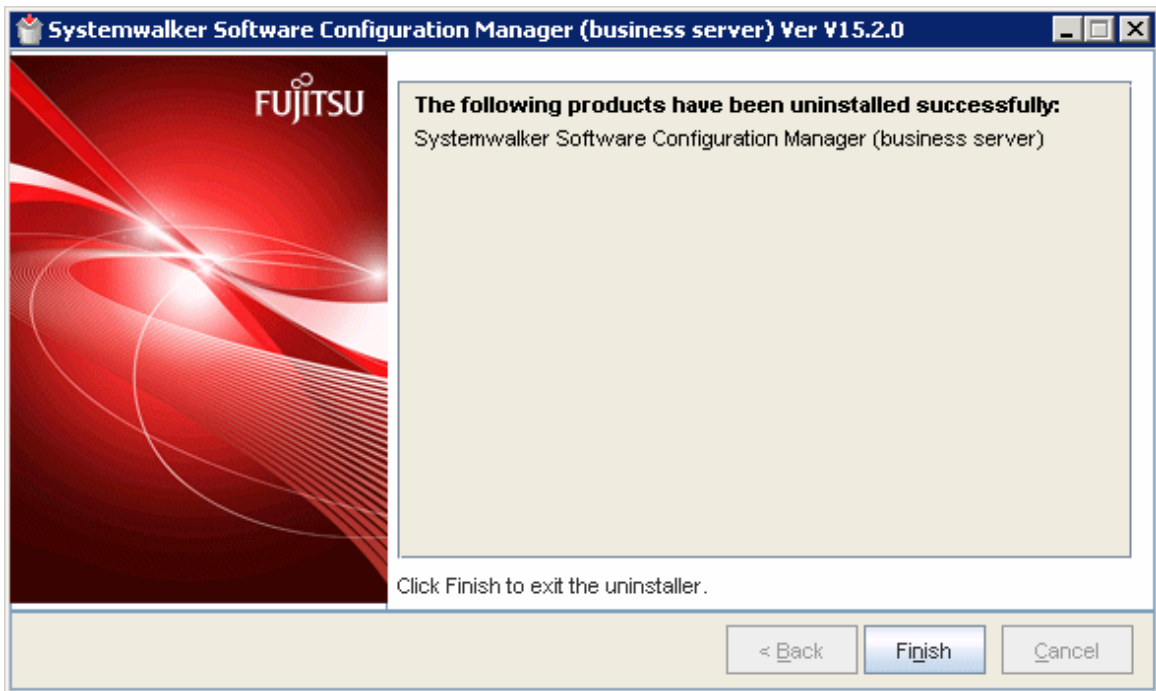 Systemwalker Software Configuration Manager (business server) Ver V15.2.0
FUJITSU
The following products have been uninstalled successfully:
Systemwalker Software Configuration Manager (business server)
Click Finish to exit the uninstaller.
< Back
Finish
Cancel